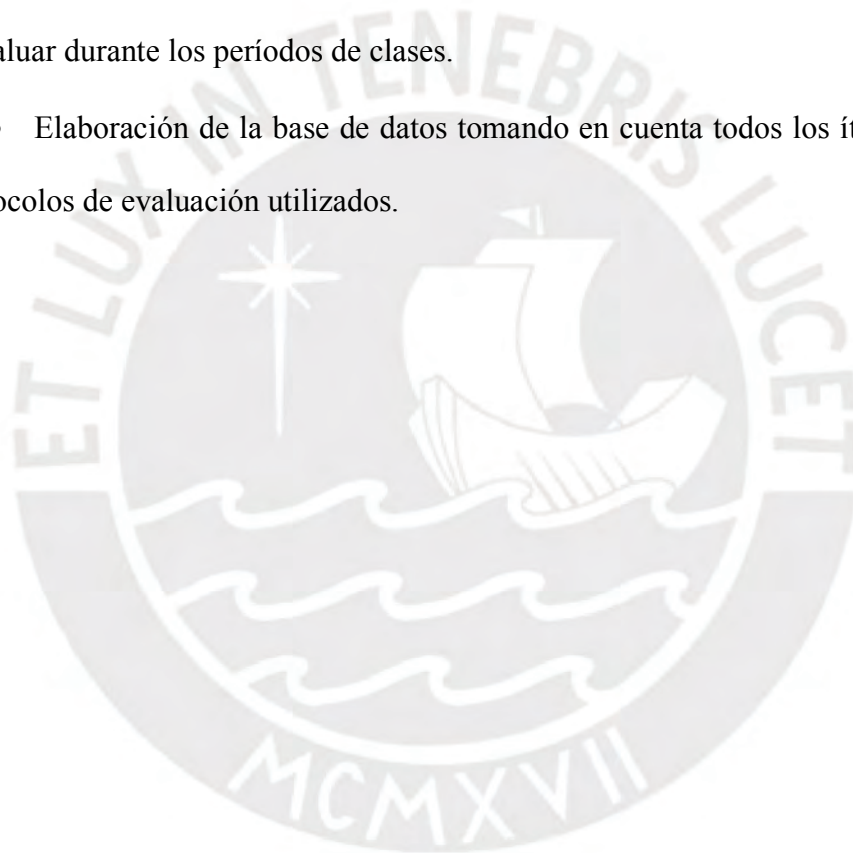 aluar durante los períodos de clases.
Elaboración de la base de datos tomando en cuenta todos los ít
ocolos de evaluación utilizados.
ET LUX IN TENEBRIS LUCET
MCMXVII